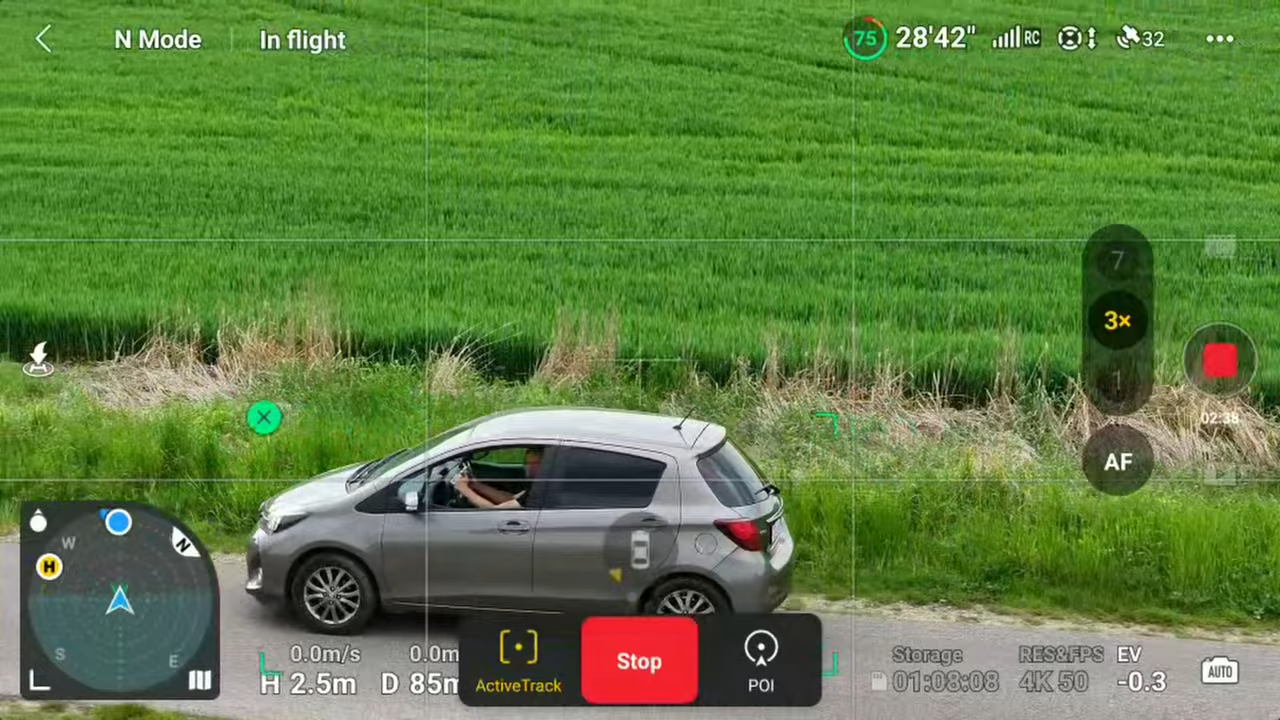 N Mode
In flight
75
28'42"
RC
32
7
3×
1
02:38
AF
W
N
H
S
E
0.0m/s
0.0m
H 2.5m
D 85m
ActiveTrack
Stop
POI
Storage
01:08:08
RES&FPS
4K 50
EV
-0.3
AUTO